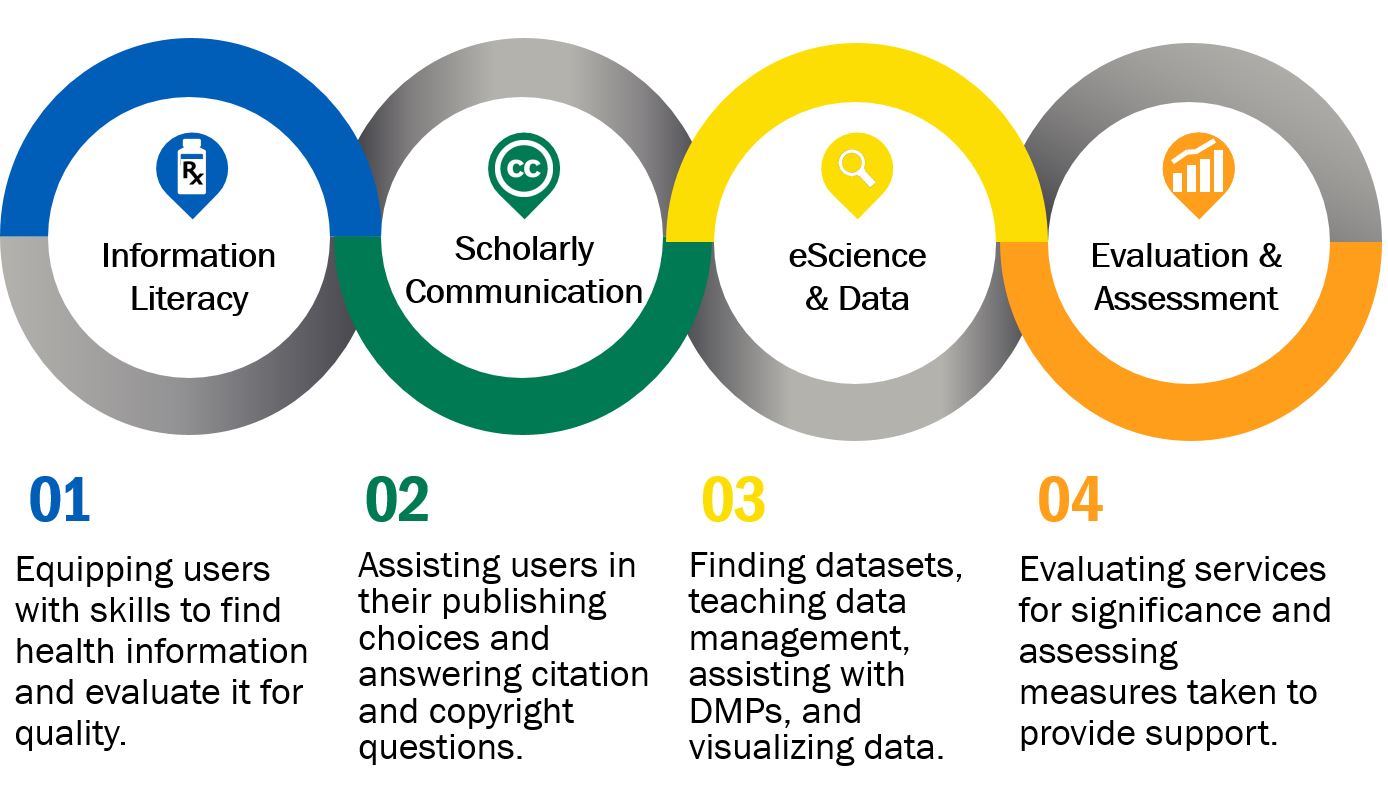 Rx
Information
Literacy
CC
Scholarly
Communication
eScience
& Data
Evaluation &
Assessment
01
Equipping users
with skills to find
health information
and evaluate it for
quality.
02
Assisting users in
their publishing
choices and
answering citation
and copyright
questions.
03
Finding datasets,
teaching data
management,
assisting with
DMPs, and
visualizing data.
04
Evaluating services
for significance and
assessing
measures taken to
provide support.